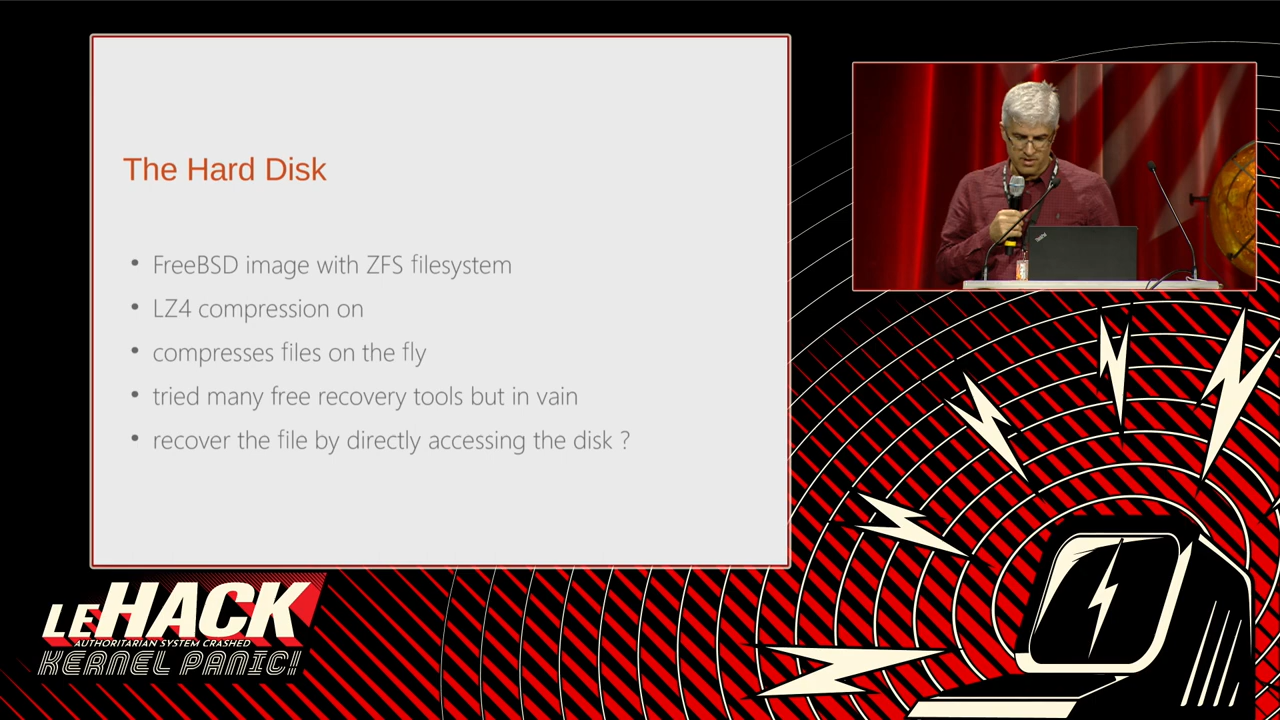 The Hard Disk
• FreeBSD image with ZFS filesystem
• LZ4 compression on
• compresses files on the fly
• tried many free recovery tools but in vain
• recover the file by directly accessing the disk ?
ThinkPad
LEHACK
AUTHORITARIAN SYSTEM CRASHED
KERNEL PANIC!